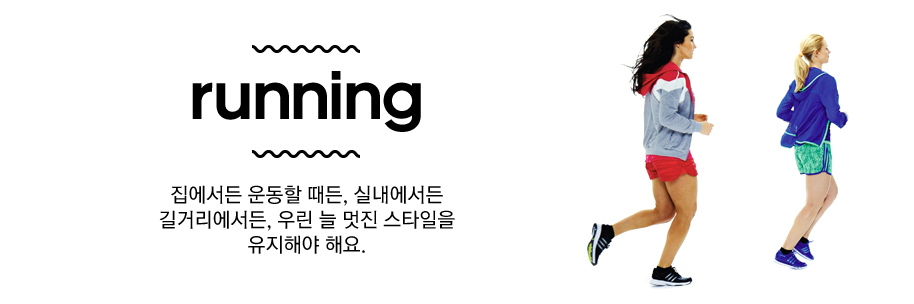 running
집에서든 운동할 때든, 실내에서든
길거리에서든, 우린 늘 멋진 스타일을
유지해야 해요.